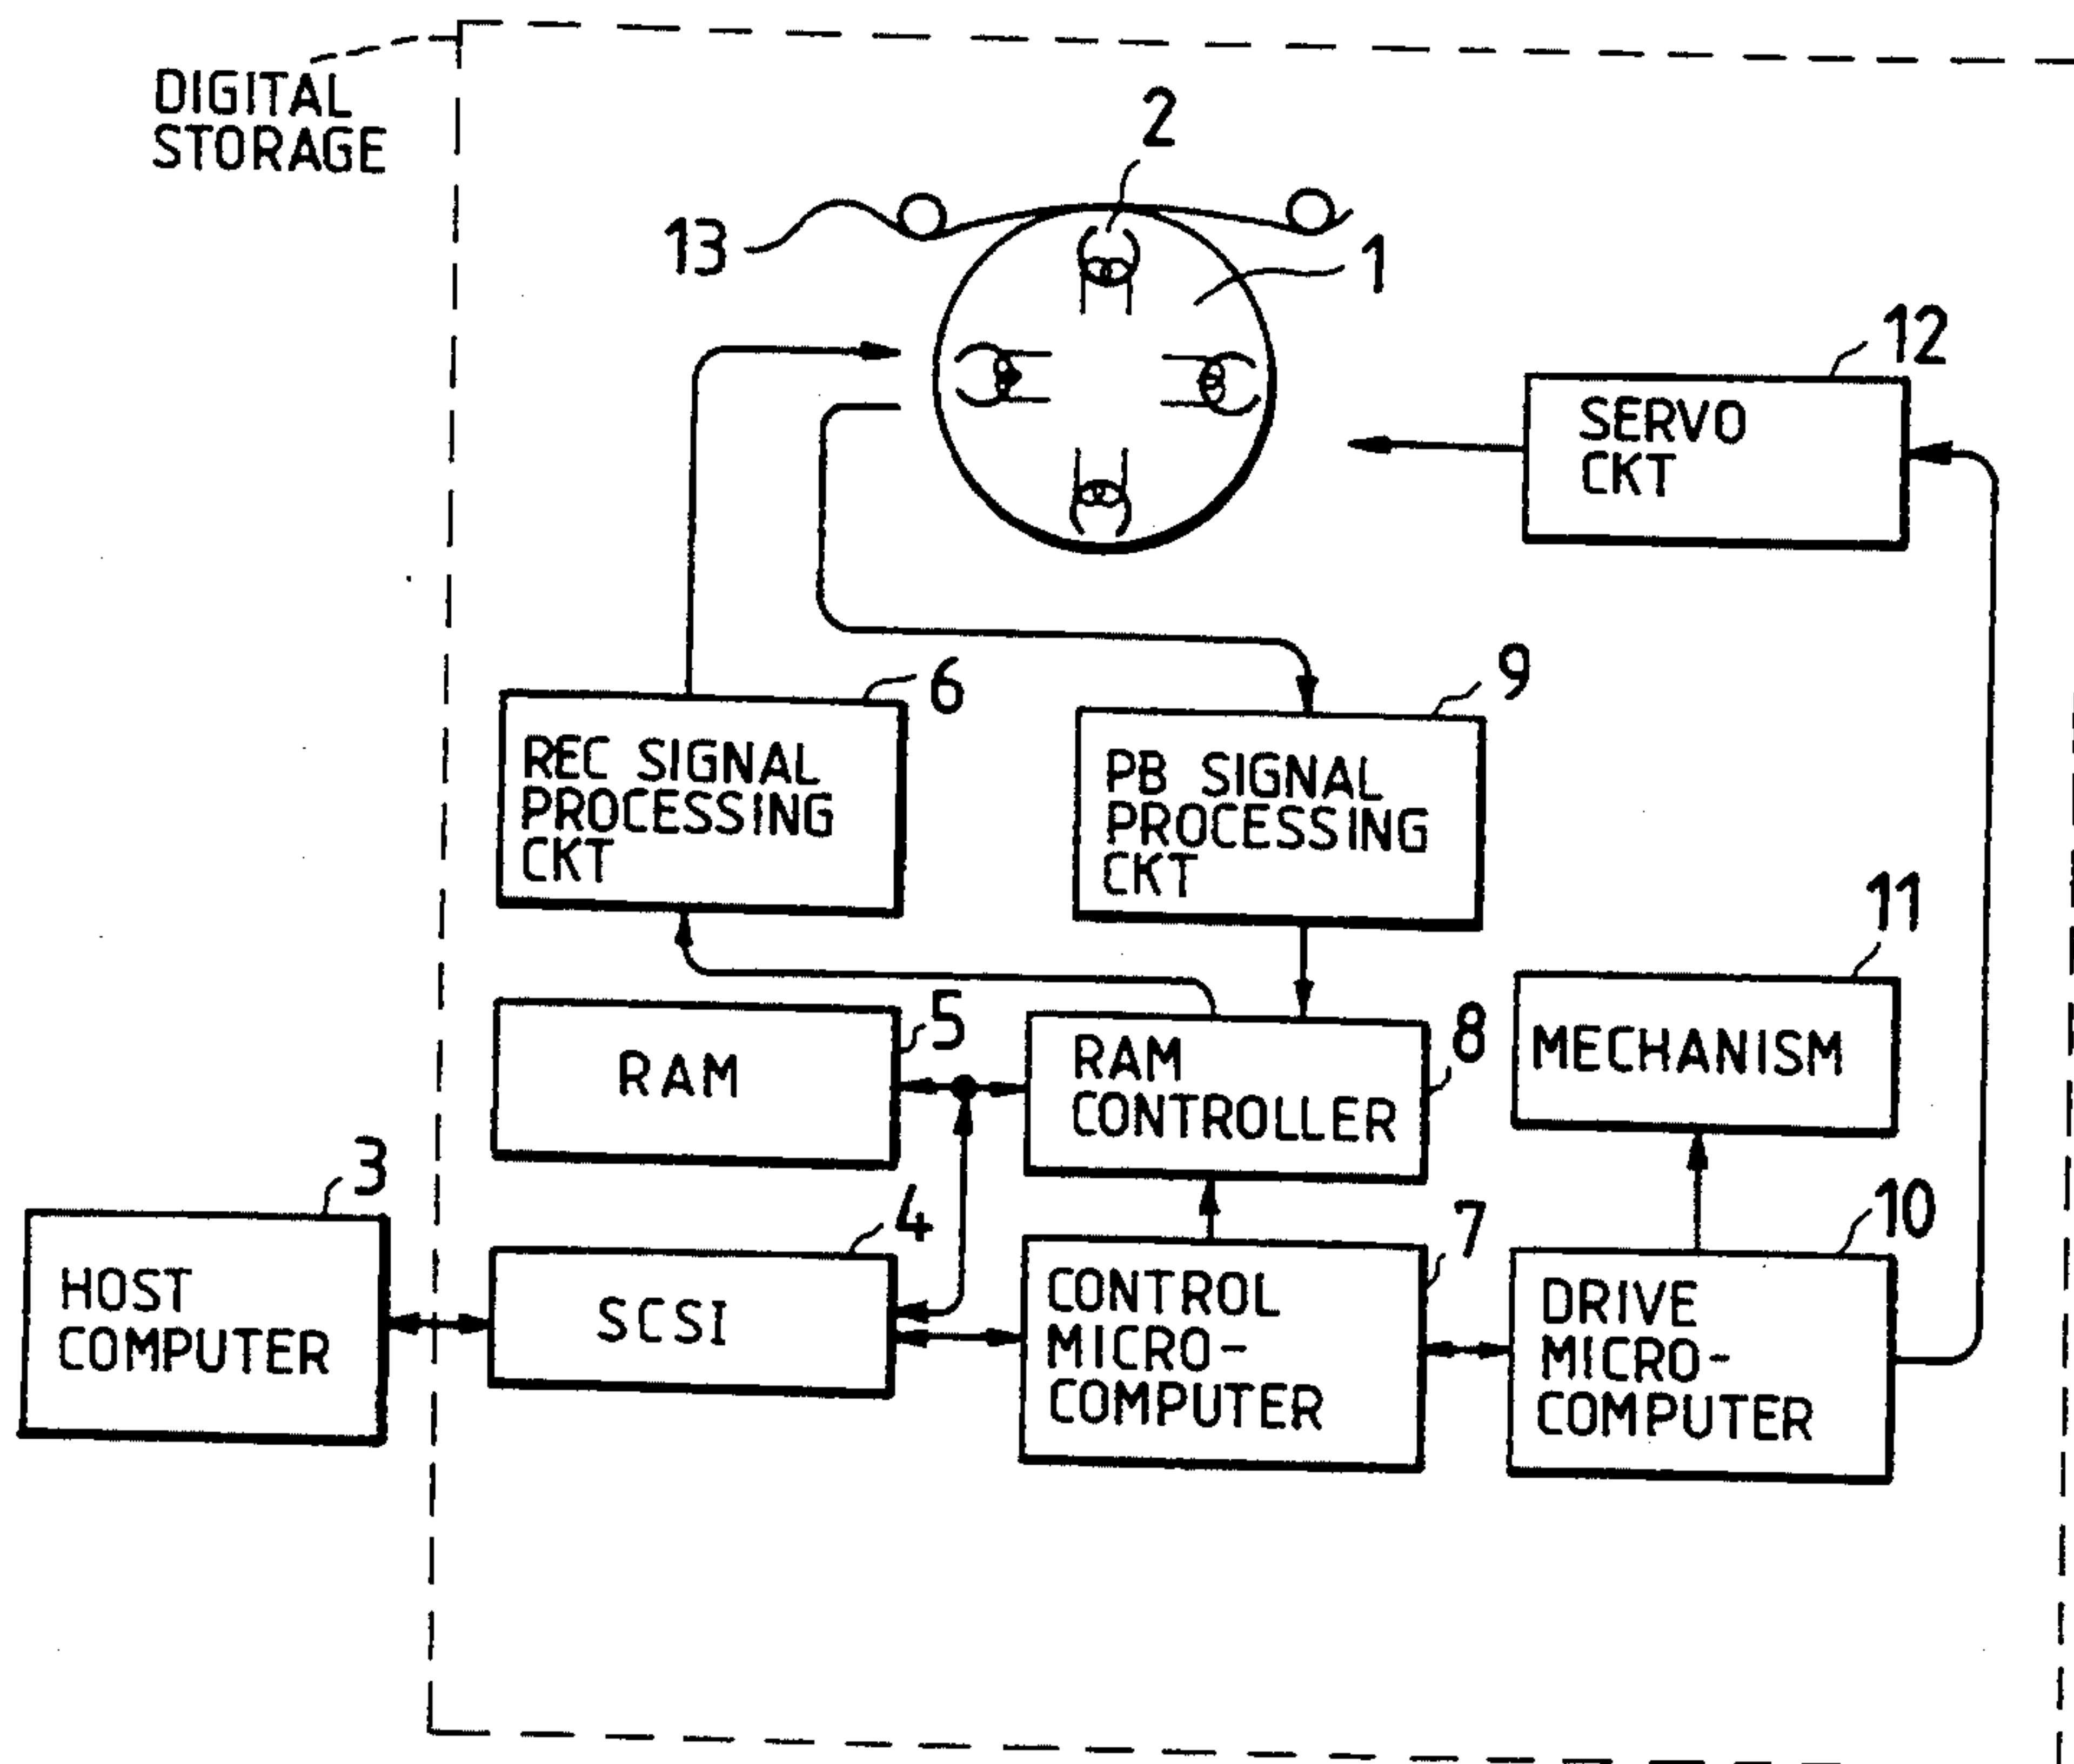 DIGITAL
STORAGE
2
13
1
12
SERVO
CKT
6
9
REC SIGNAL
PROCESSING
CKT
PB SIGNAL
PROCESSING
CKT
11
5
RAM
8
RAM
CONTROLLER
MECHANISM
3
4
7
10
HOST
COMPUTER
SCSI
CONTROL
MICRO-
COMPUTER
DRIVE
MICRO-
COMPUTER